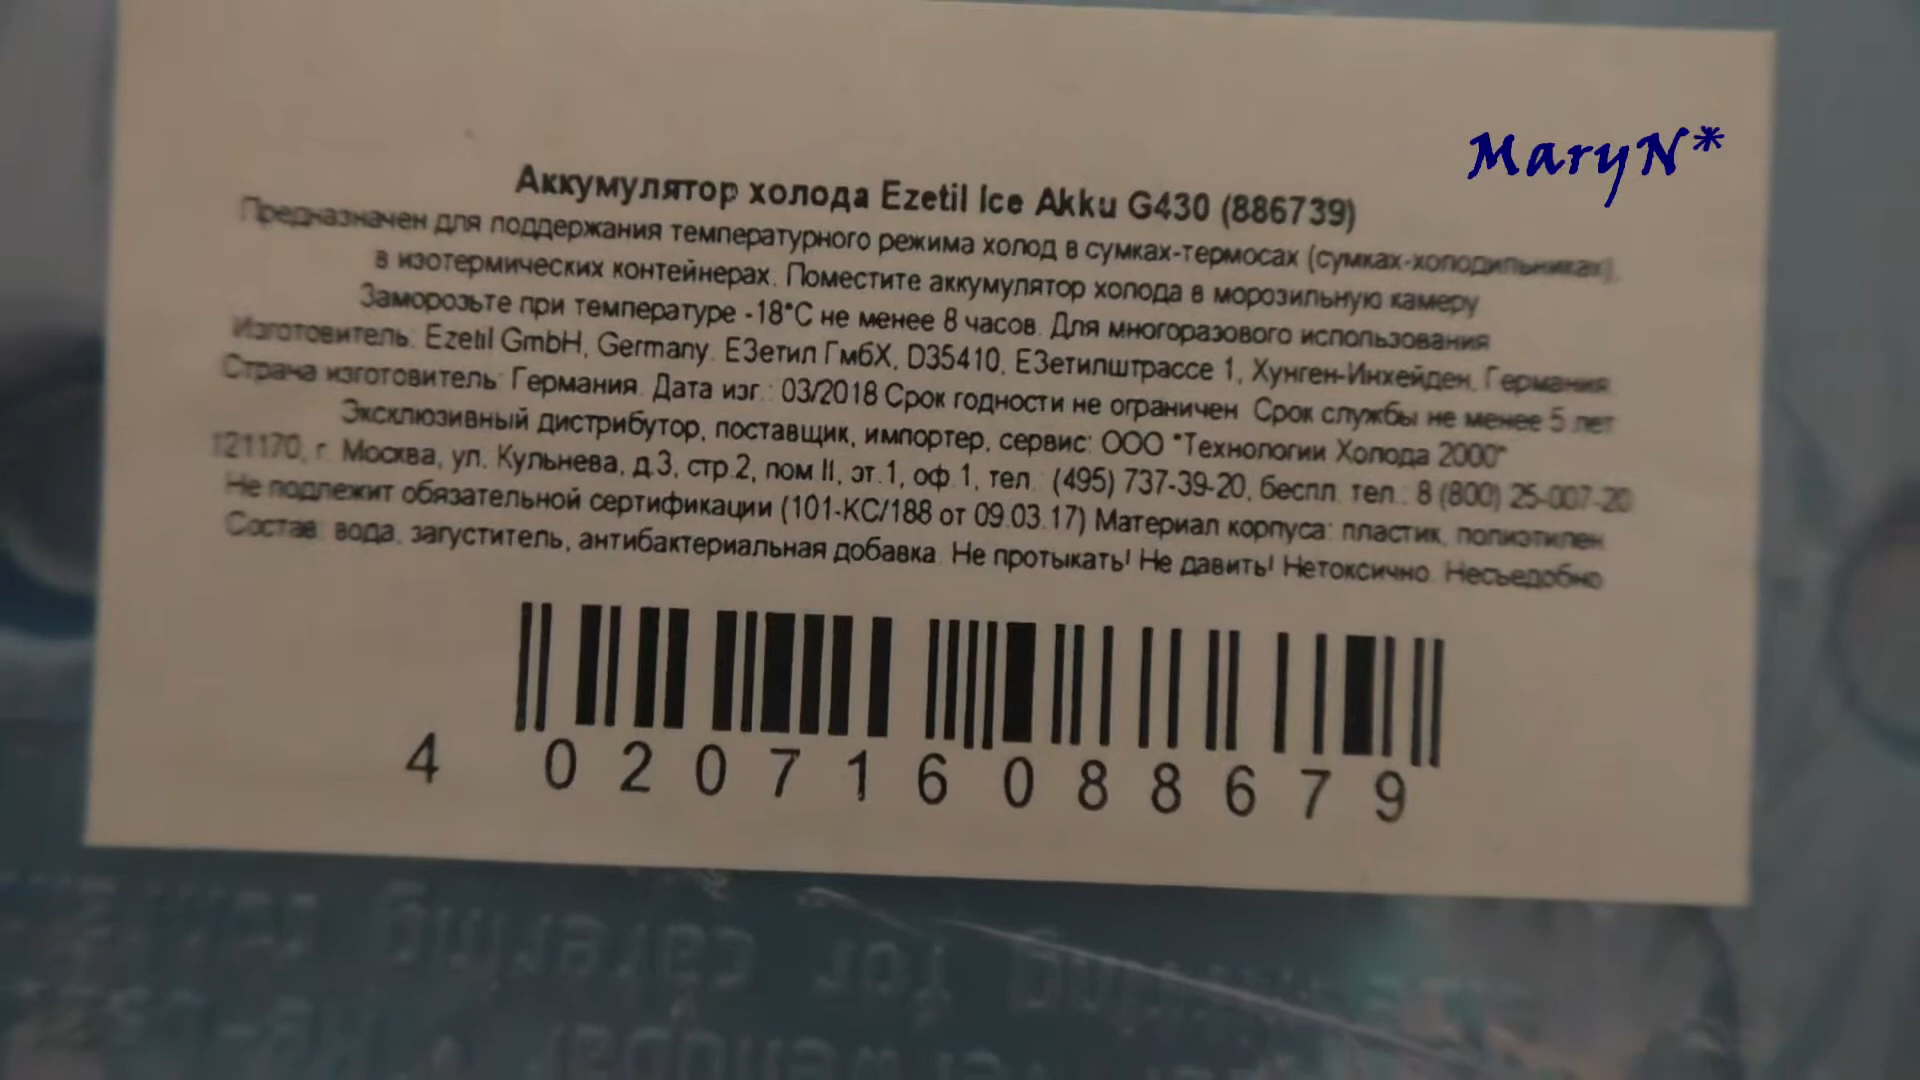 MaryN*
Аккумулятор холода Ezetil Ice Akku G430 (886739)
Предназначен для поддержания температурного режима холод в сумках-термосах (сумках-холодильниках),
в изотермических контейнерах. Поместите аккумулятор холода в морозильную камеру
Заморозьте при температуре -18°С не менее 8 часов. Для многоразового использования
Изготовитель: Ezetil GmbH, Germany. ЕЗетил ГмбХ, D35410, ЕЗетилштрассе 1, Хунген-Инхейден, Германия
Страна изготовитель: Германия. Дата изг.: 03/2018 Срок годности не ограничен. Срок службы не менее 5 лет
Эксклюзивный дистрибутор, поставщик, импортер, сервис: ООО "Технологии Холода 2000"
121170, г. Москва, ул. Кульнева, д.3, стр.2, пом II, эт.1, оф.1, тел.: (495) 737-39-20, беспл. тел.: 8 (800) 25-007-20
Не подлежит обязательной сертификации (101-КС/188 от 09.03.17) Материал корпуса: пластик, полиэтилен
Состав: вода, загуститель, антибактериальная добавка. Не протыкать! Не давить! Нетоксично. Несъедобно
4 020716 088679
for catering